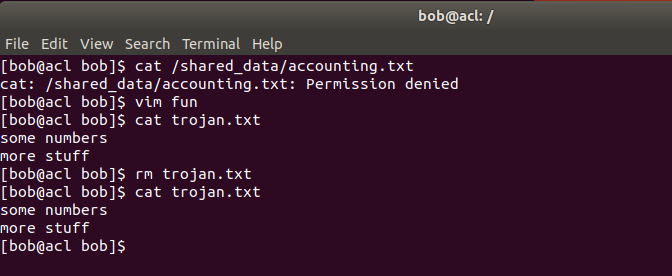 bob@acl: /
File Edit View Search Terminal Help
[bob@acl bob]$ cat /shared_data/accounting.txt
cat: /shared_data/accounting.txt: Permission denied
[bob@acl bob]$ vim fun
[bob@acl bob]$ cat trojan.txt
some numbers
more stuff
[bob@acl bob]$ rm trojan.txt
[bob@acl bob]$ cat trojan.txt
some numbers
more stuff
[bob@acl bob]$